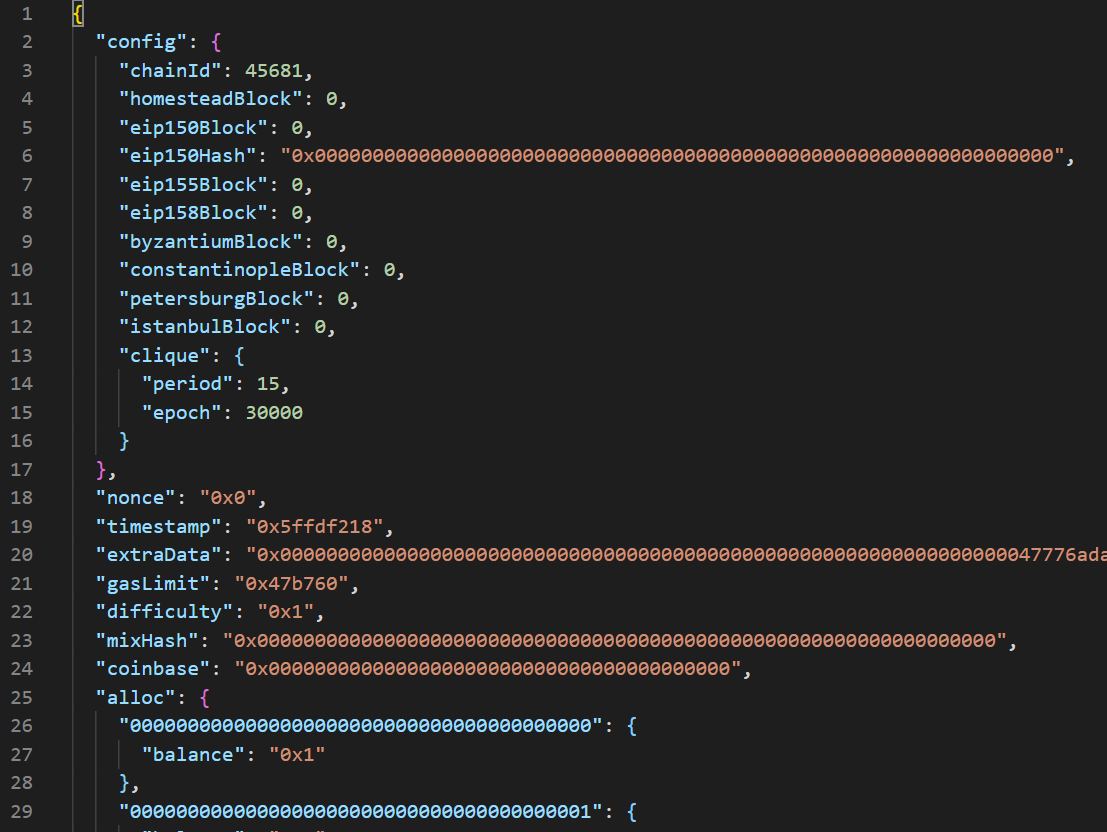 1 {
2 "config": {
3 "chainId": 45681,
4 "homesteadBlock": 0,
5 "eip150Block": 0,
6 "eip150Hash": "0x0000000000000000000000000000000000000000000000000000000000000000",
7 "eip155Block": 0,
8 "eip158Block": 0,
9 "byzantiumBlock": 0,
10 "constantinopleBlock": 0,
11 "petersburgBlock": 0,
12 "istanbulBlock": 0,
13 "clique": {
14 "period": 15,
15 "epoch": 30000
16 }
17 },
18 "nonce": "0x0",
19 "timestamp": "0x5ffdf218",
20 "extraData": "0x000000000000000000000000000000000000000000000000000000000000000047776ada
21 "gasLimit": "0x47b760",
22 "difficulty": "0x1",
23 "mixHash": "0x0000000000000000000000000000000000000000000000000000000000000000",
24 "coinbase": "0x0000000000000000000000000000000000000000",
25 "alloc": {
26 "0000000000000000000000000000000000000000": {
27 "balance": "0x1"
28 },
29 "0000000000000000000000000000000000000001": {